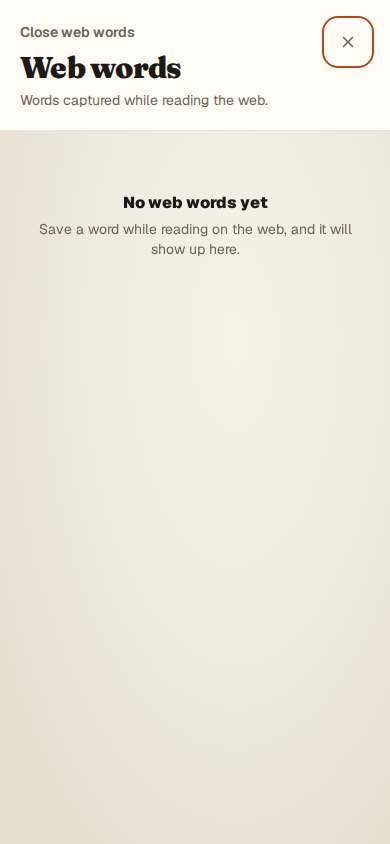 Close web words
Web words
Words captured while reading the web.
No web words yet
Save a word while reading on the web, and it will
show up here.